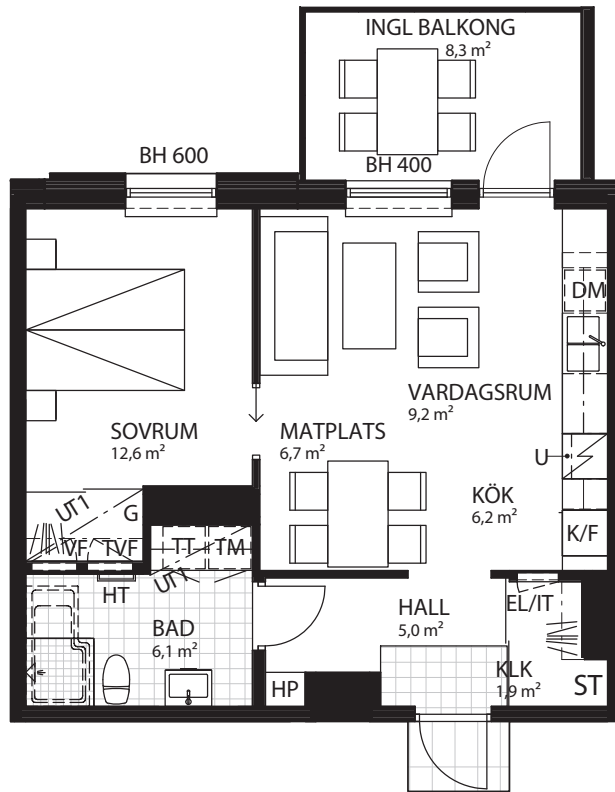 INGL BALKONG
8,3 m²
BH 600
BH 400
DM
VARDAGSRUM
9,2 m²
SOVRUM
12,6 m²
MATPLATS
6,7 m²
U
KÖK
6,2 m²
UT1
G
K/F
VF
TVF
TT
TM
UT1
HT
EL/IT
HALL
5,0 m²
BAD
6,1 m²
KLK
1,9 m²
HP
ST